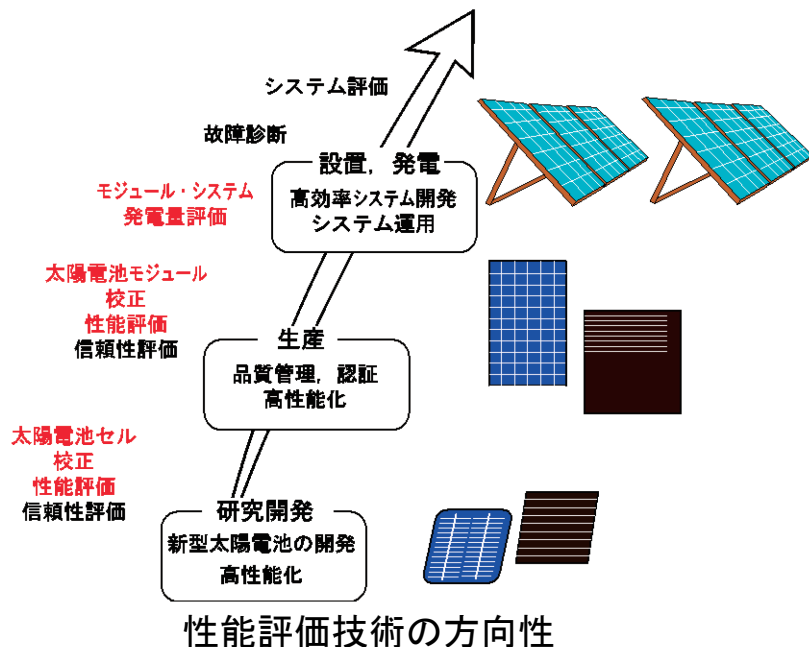 システム評価
故障診断
設置，発電
モジュール・システム
発電量評価
高効率システム開発
システム運用
太陽電池モジュール
校正
性能評価
信頼性評価
生産
品質管理，認証
高性能化
太陽電池セル
校正
性能評価
信頼性評価
研究開発
新型太陽電池の開発
高性能化
性能評価技術の方向性